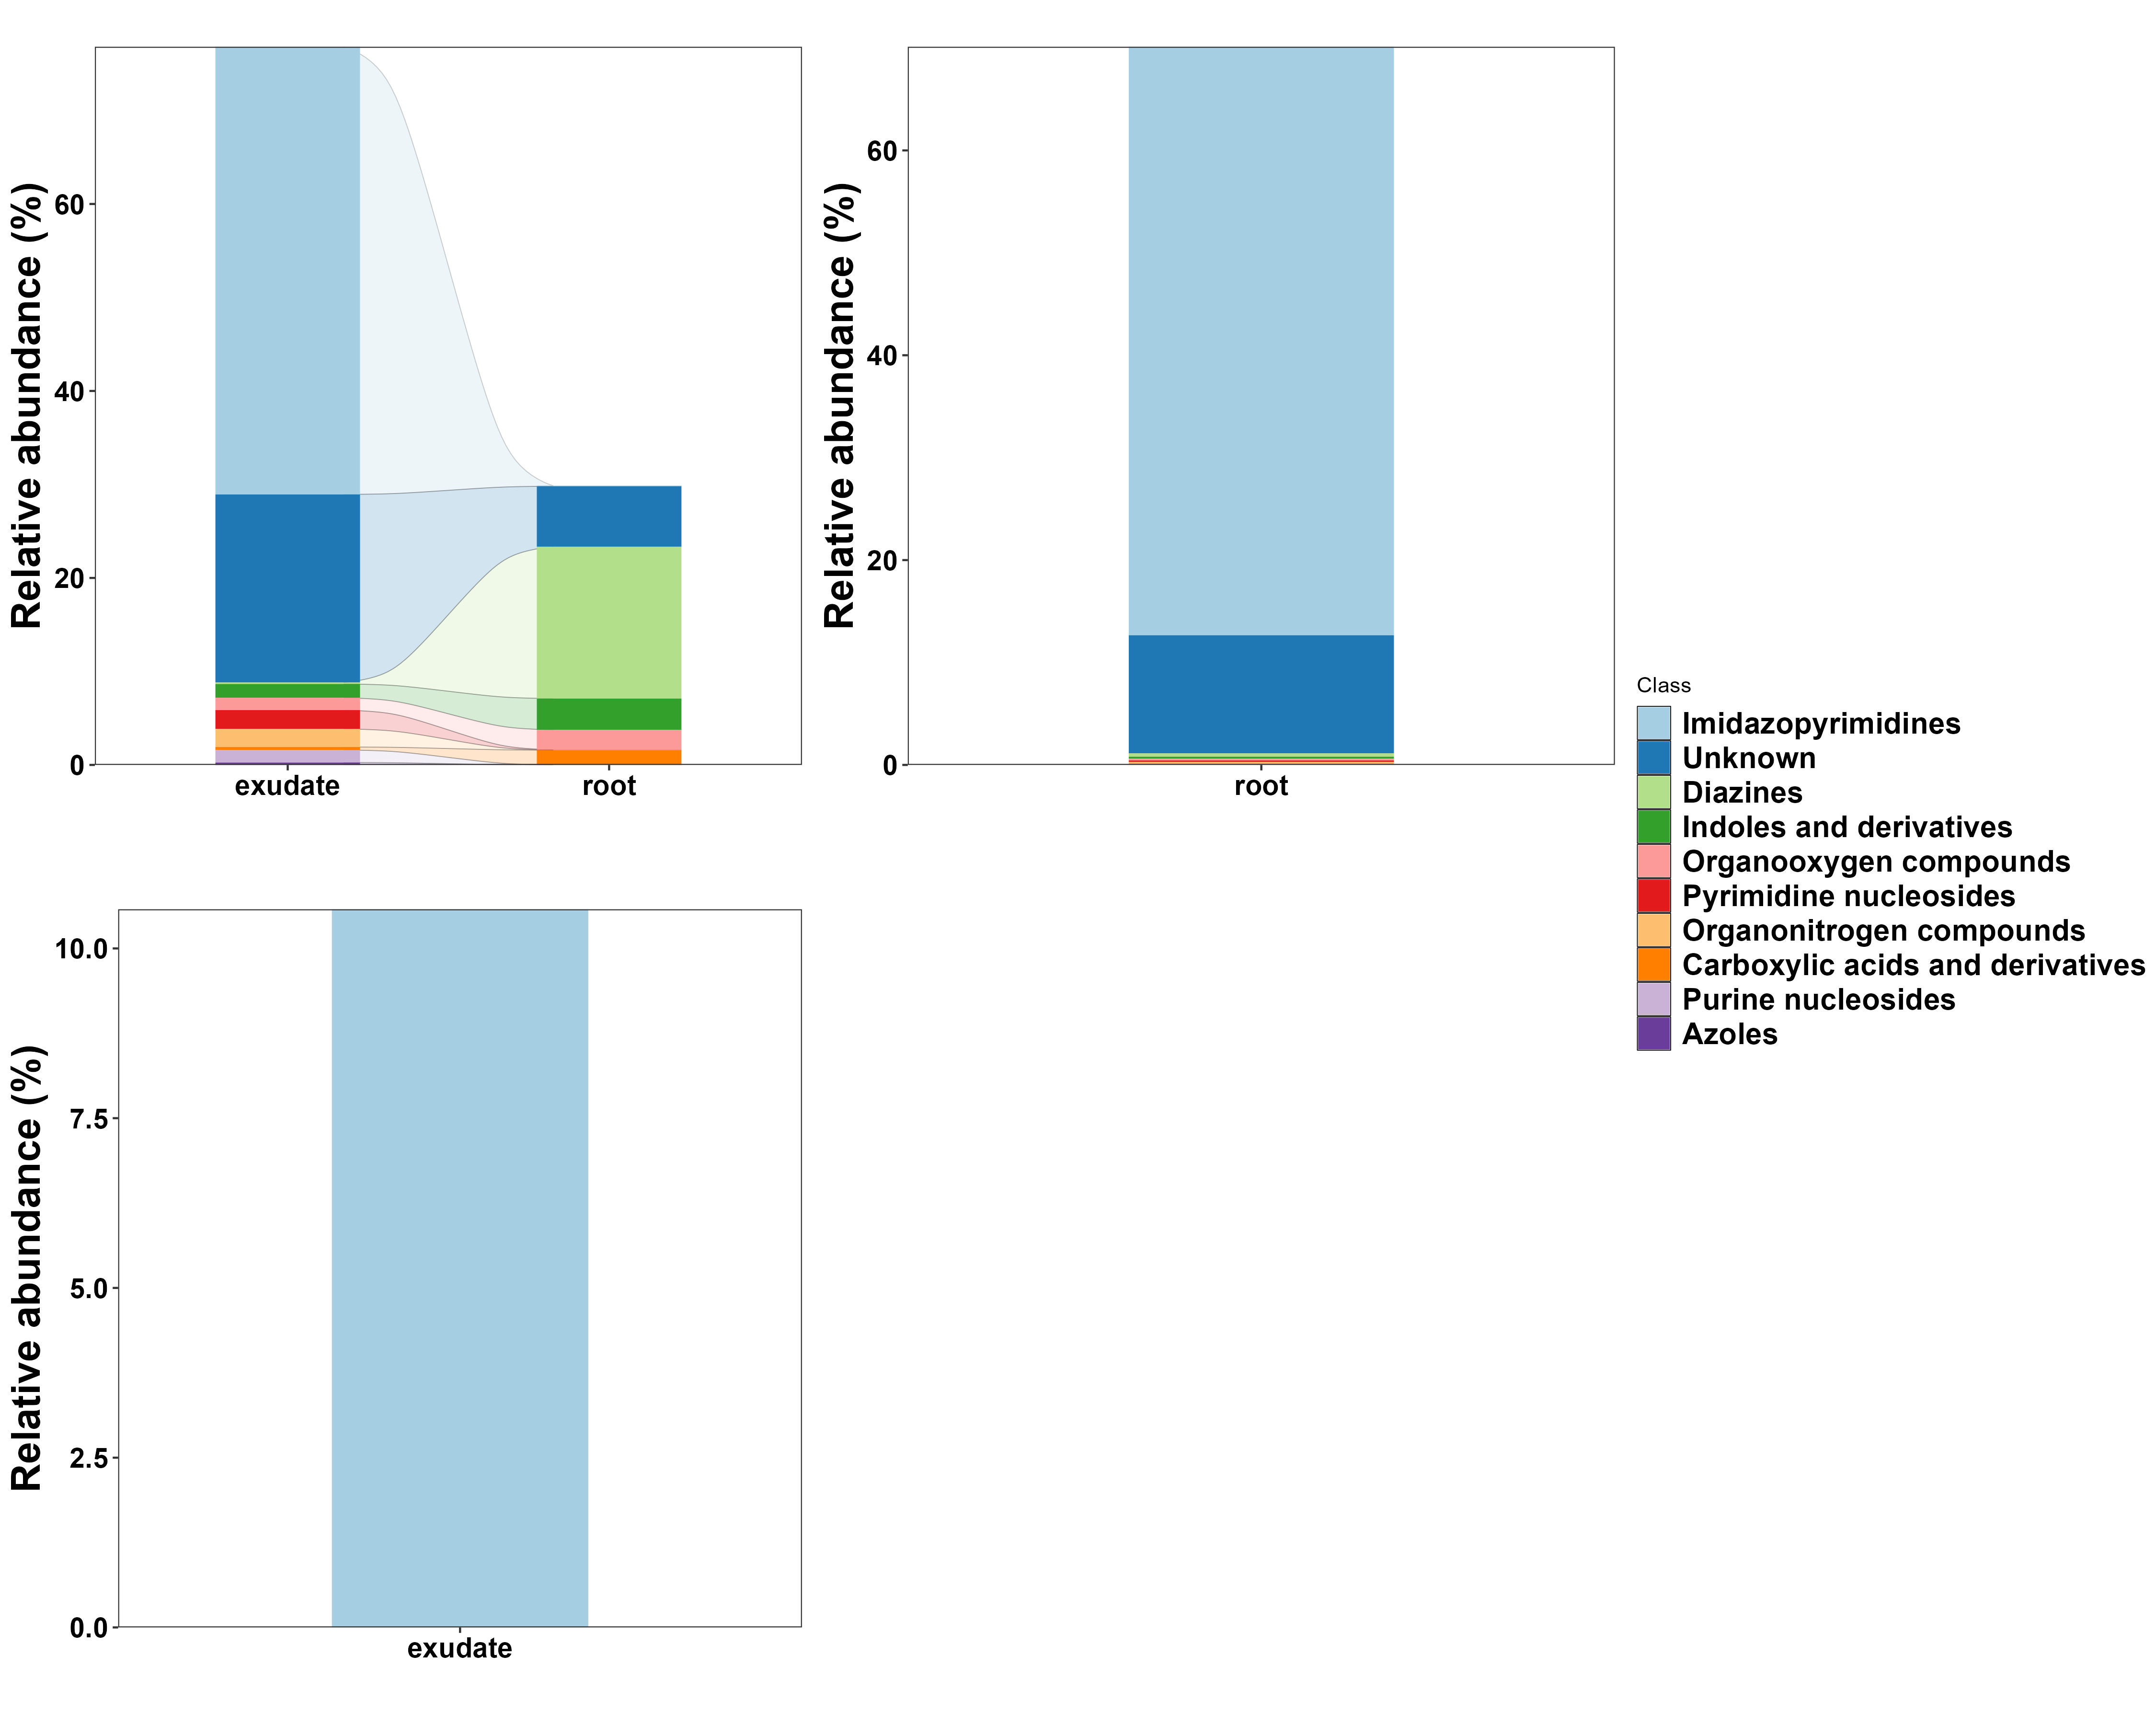 Relative abundance (%)
60
40
20
0
exudate
root
Relative abundance (%)
60
40
20
0
root
Relative abundance (%)
10.0
7.5
5.0
2.5
0.0
exudate
Class
Imidazopyrimidines
Unknown
Diazines
Indoles and derivatives
Organooxygen compounds
Pyrimidine nucleosides
Organonitrogen compounds
Carboxylic acids and derivatives
Purine nucleosides
Azoles